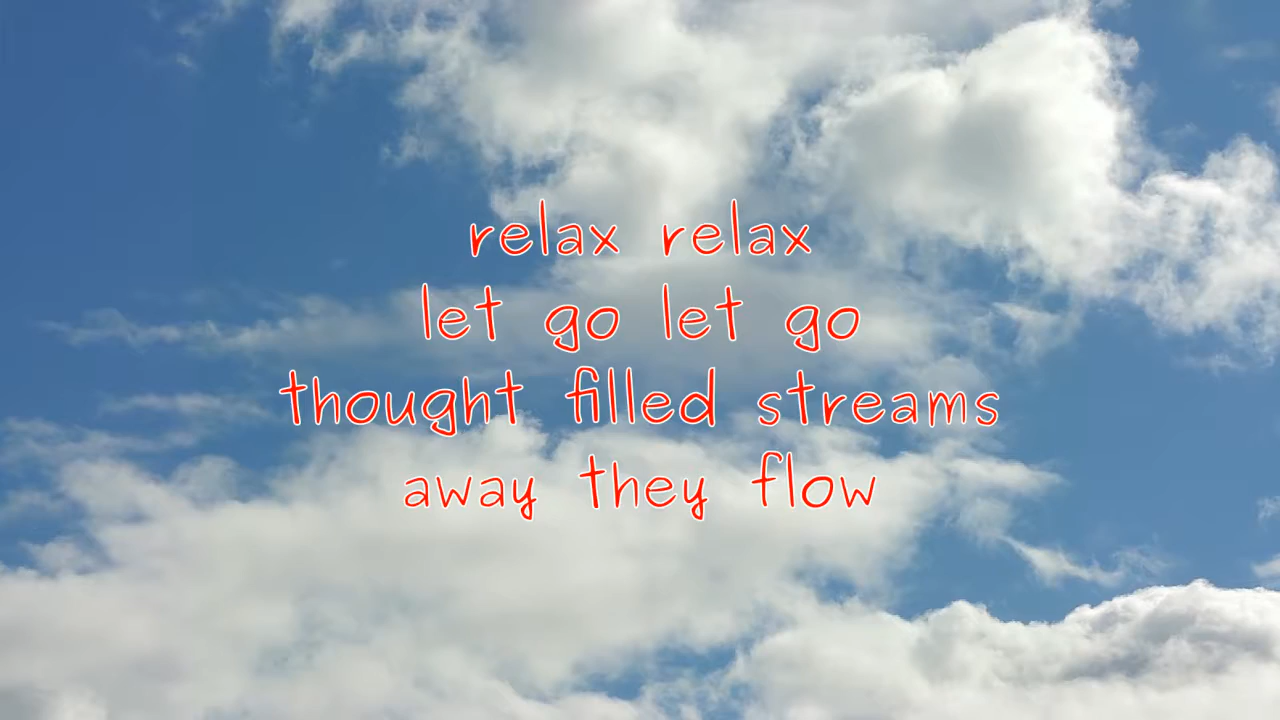 relax relax
let go let go
thought filled streams
away they flow